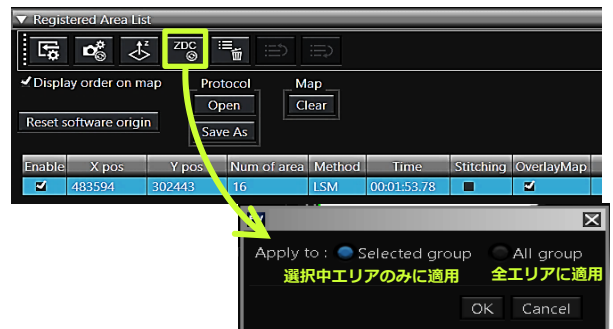 Registered Area List
ZDC
Display order on map
Protocol
Map
Open
Clear
Reset software origin
Save As
Enable X pos Y pos Num of area Method Time Stitching OverlayMap
483594 302443 16 LSM 00:01:53.78
Apply to : Selected group All group
選択中エリアのみに適用 全エリアに適用
OK Cancel